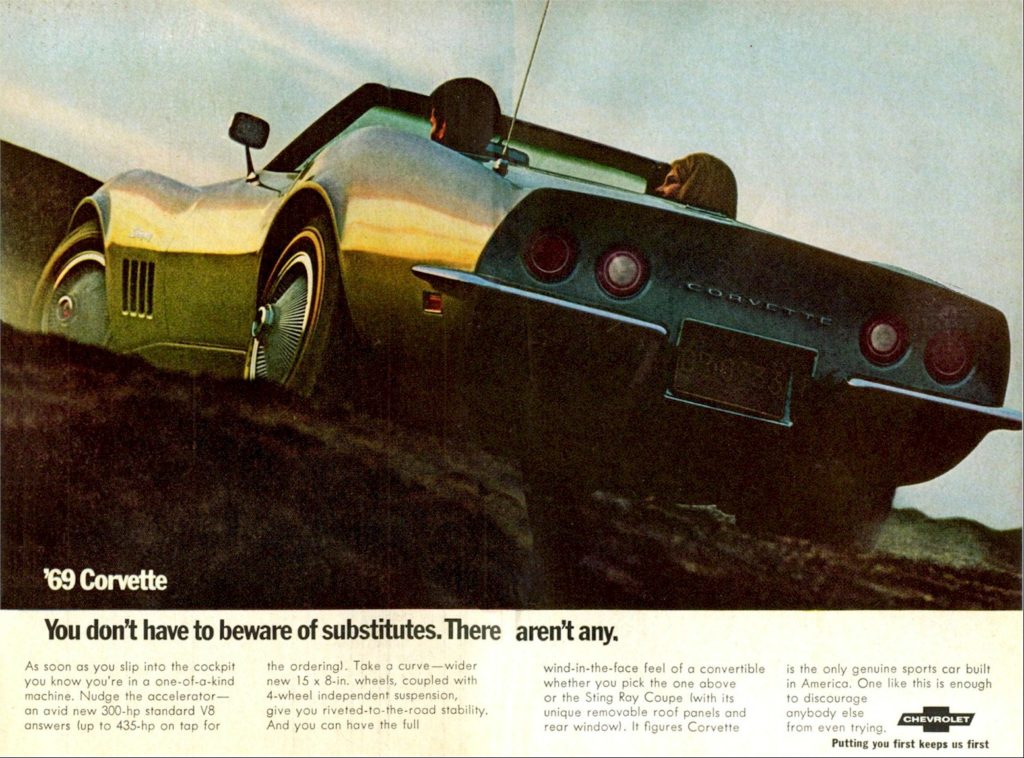 CORVETTE
'69 Corvette
You don't have to beware of substitutes. There aren't any.
As soon as you slip into the cockpit
you know you're in a one-of-a-kind
machine. Nudge the accelerator—
an avid new 300-hp standard V8
answers (up to 435-hp on tap for
the ordering). Take a curve—wider
new 15 x 8-in. wheels, coupled with
4-wheel independent suspension,
give you riveted-to-the-road stability.
And you can have the full
wind-in-the-face feel of a convertible
whether you pick the one above
or the Sting Ray Coupe (with its
unique removable roof panels and
rear window). It figures Corvette
is the only genuine sports car built
in America. One like this is enough
to discourage
anybody else
from even trying.
CHEVROLET
Putting you first keeps us first